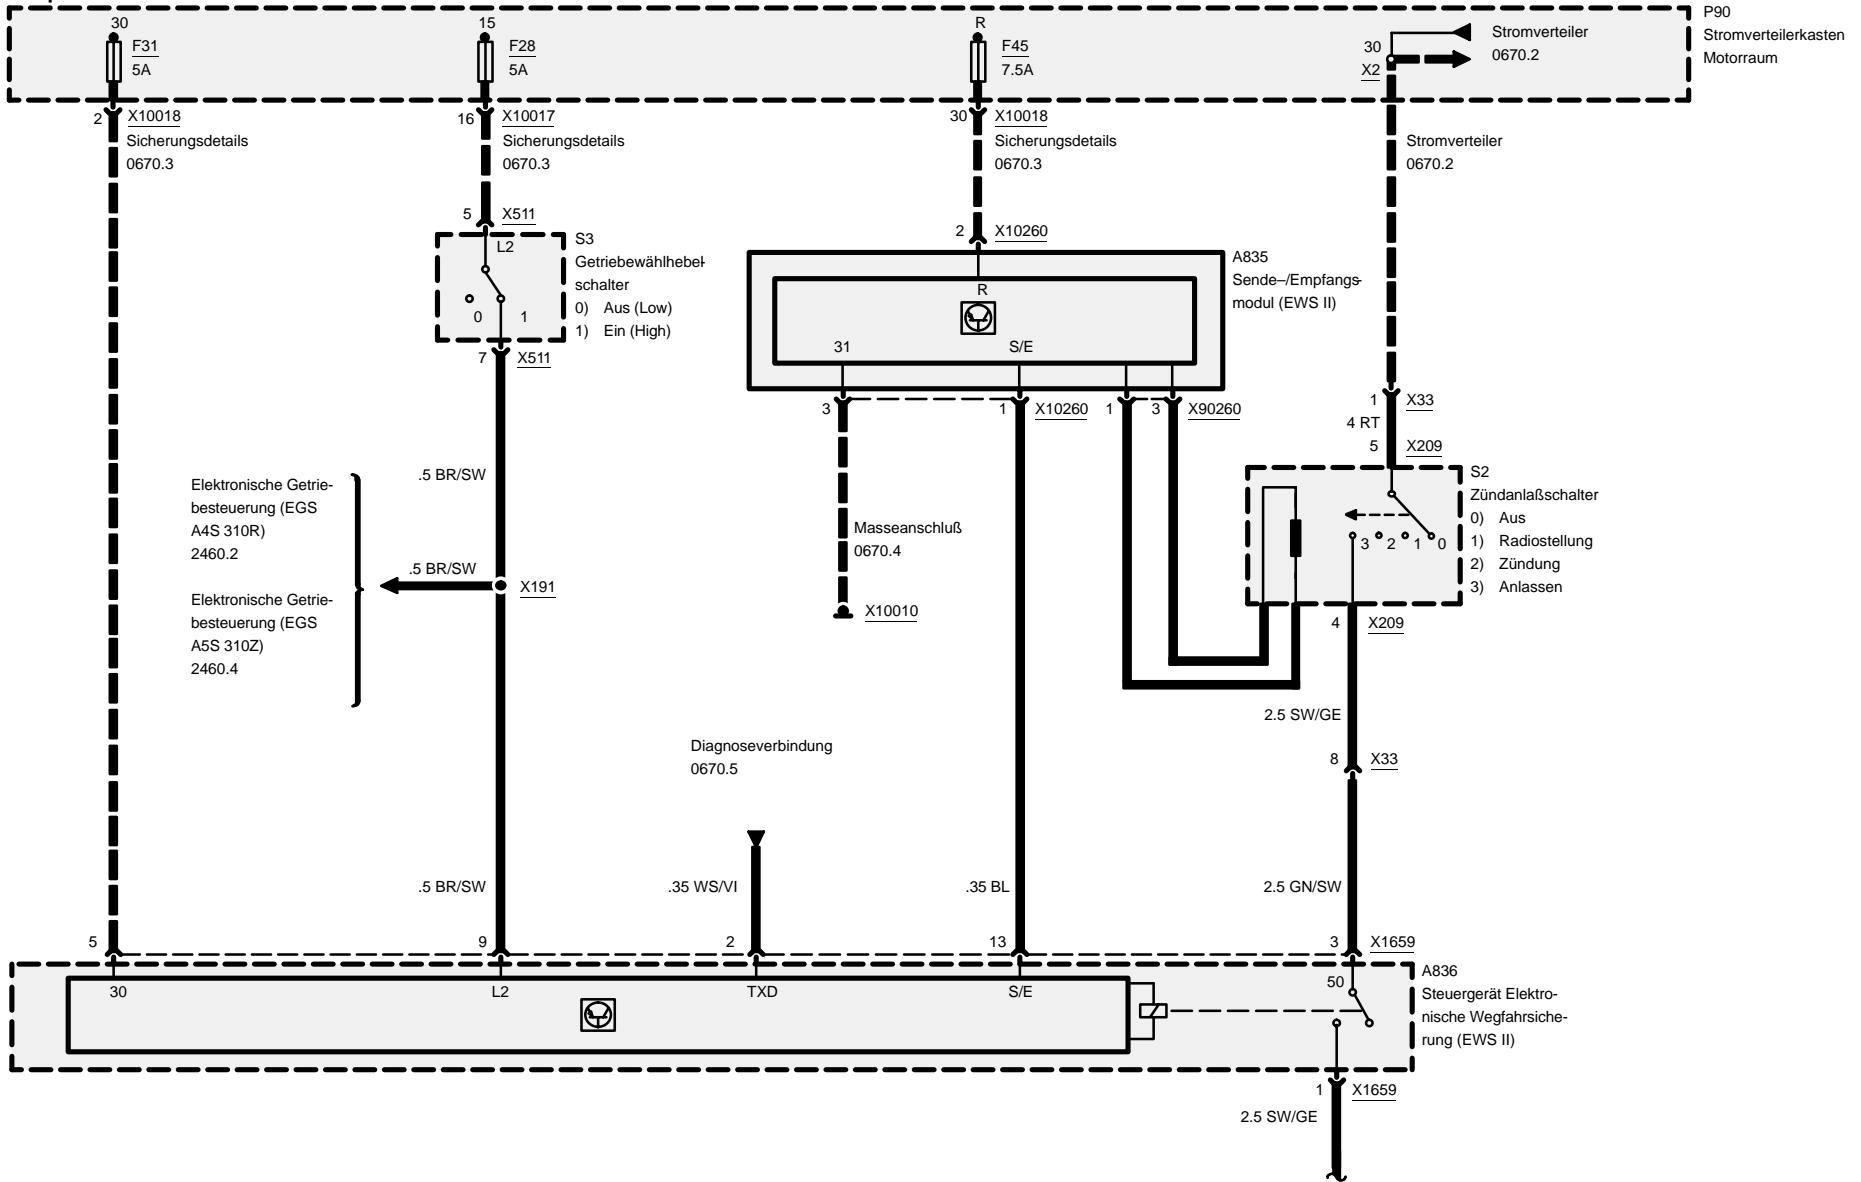 30
15
R
F31
5A
F28
5A
F45
7.5A
30
X2
Stromverteiler
0670.2
P90
Stromverteilerkasten
Motorraum
2
X10018
Sicherungsdetails
0670.3
16
X10017
Sicherungsdetails
0670.3
30
X10018
Sicherungsdetails
0670.3
Stromverteiler
0670.2
5
X511
L2
0
1
S3
Getriebewählhebel-
schalter
0) Aus (Low)
1) Ein (High)
7
X511
2
X10260
R
31
S/E
A835
Sende–/Empfangs-
modul (EWS II)
3
1
X10260
1
3
X90260
1
X33
4 RT
5
X209
3
2
1
0
S2
Zündanlaßschalter
0) Aus
1) Radiostellung
2) Zündung
3) Anlassen
4
X209
.5 BR/SW
Elektronische Getrie-
besteuerung (EGS
A4S 310R)
2460.2
Elektronische Getrie-
besteuerung (EGS
A5S 310Z)
2460.4
.5 BR/SW
X191
Masseanschluß
0670.4
X10010
2.5 SW/GE
8
X33
Diagnoseverbindung
0670.5
.5 BR/SW
.35 WS/VI
.35 BL
2.5 GN/SW
5
9
2
13
3
X1659
30
L2
TXD
S/E
50
A836
Steuergerät Elektro-
nische Wegfahrsiche-
rung (EWS II)
1
X1659
2.5 SW/GE